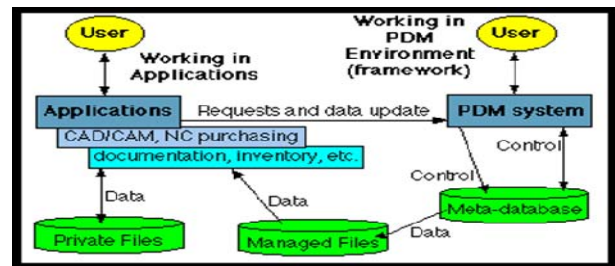 User
Working in
Applications
Working in
PDM
Environment
(framework)
User
Applications
Requests and data update
PDM system
CAD/CAM, NC purchasing
documentation, inventory, etc.
Control
Control
Data
Data
Meta-database
Data
Private Files
Managed Files